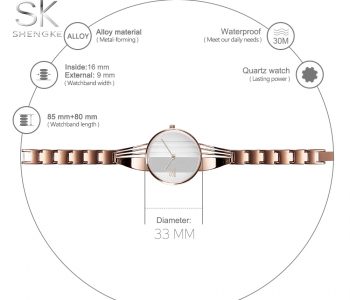 SK
SHENGKE
ALLOY
Alloy material
( Metal forming )
Waterproof
( Meet our daily needs )
30M
Inside:16 mm
External: 9 mm
(Watchband width )
Quartz watch
( Lasting power )
85 mm+80 mm
(Watchband length )
Diameter:
33 MM